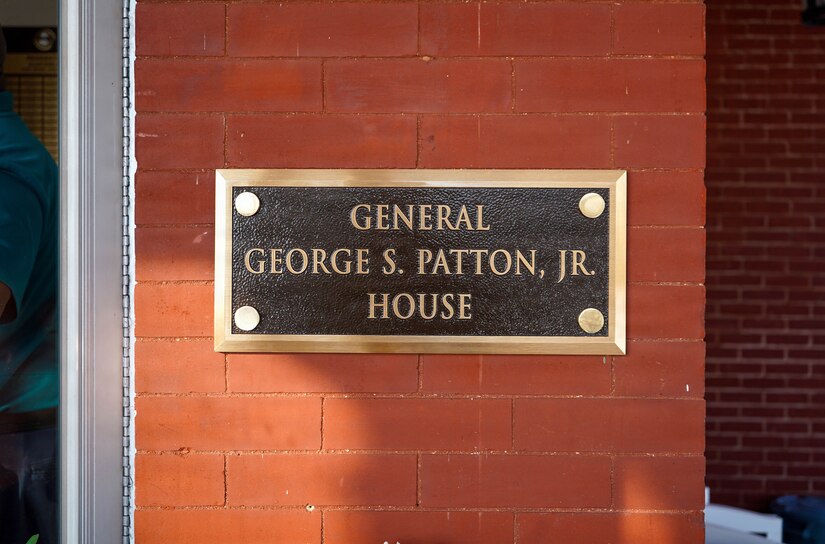 GENERAL
GEORGE S. PATTON, JR.
HOUSE